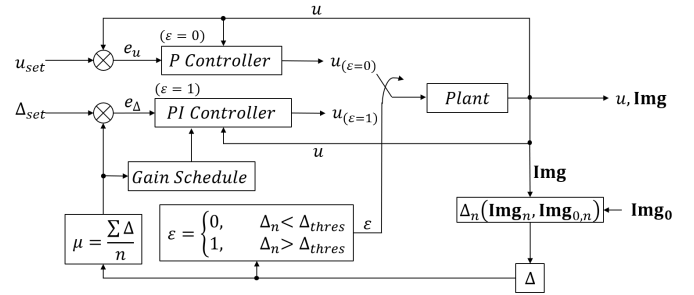 u
(ε = 0)
u_set
e_u
P Controller
u_(ε=0)
(ε = 1)
Δ_set
e_Δ
PI Controller
u_(ε=1)
Plant
u, Img
u
Img
Gain Schedule
Δ_n(Img_n, Img_0,n)
Img_0
μ = ∑Δ/n
ε = {0, Δ_n < Δ_thres
1, Δ_n > Δ_thres
ε
Δ